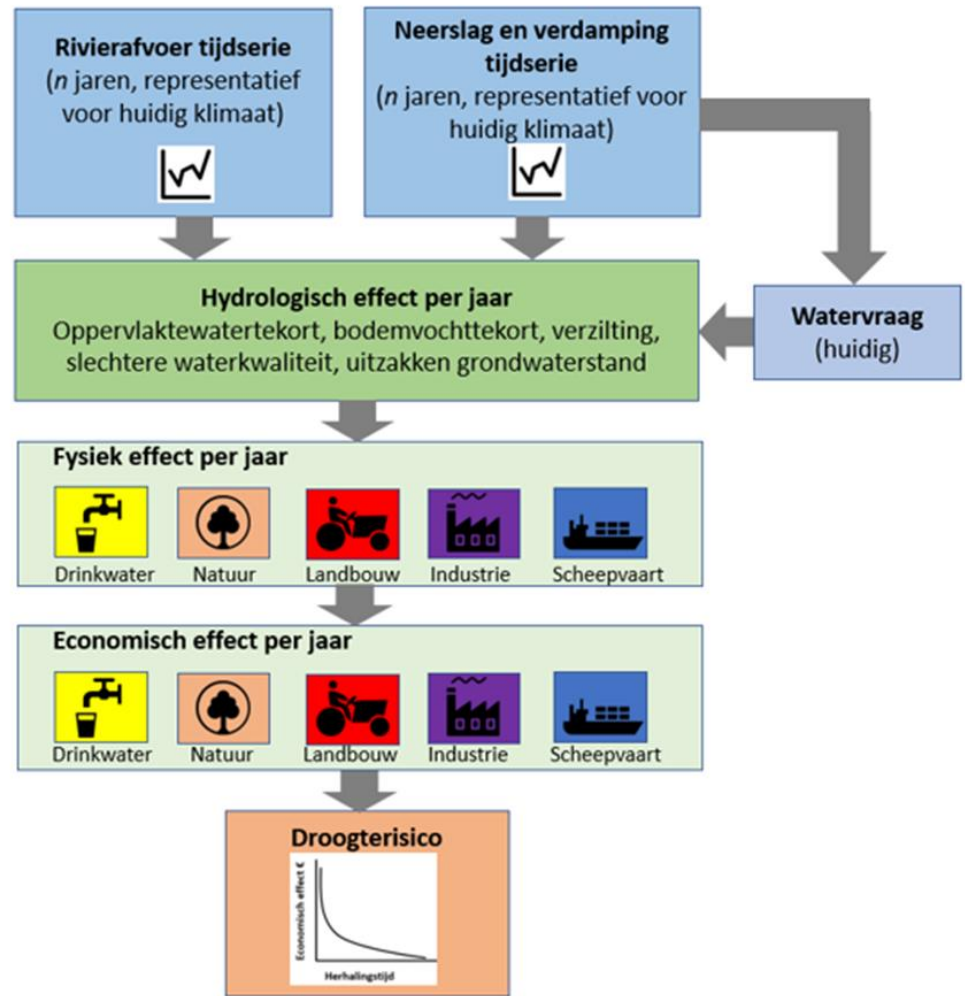 Rivierafvoer tijdserie
(n jaren, representatief
voor huidig klimaat)
Neerslag en verdamping
tijdserie
(n jaren, representatief voor
huidig klimaat)
Hydrologisch effect per jaar
Oppervlaktewatertekort, bodemvochttekort, verzilting,
slechtere waterkwaliteit, uitzakken grondwaterstand
Watervraag
(huidig)
Fysiek effect per jaar
Drinkwater
Natuur
Landbouw
Industrie
Scheepvaart
Economisch effect per jaar
Drinkwater
Natuur
Landbouw
Industrie
Scheepvaart
Droogterisico
Economisch effect €
Herhalingstijd